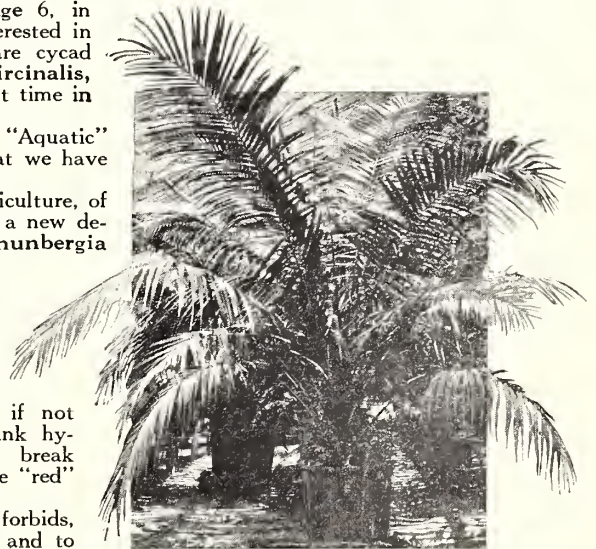 ge 6, in
erested in
are cycad
ircinalis,
t time in
"Aquatic"
at we have
iculture, of
a new de-
hunbergia
if not
nk hy-
break
e "red"
forbids,
and to